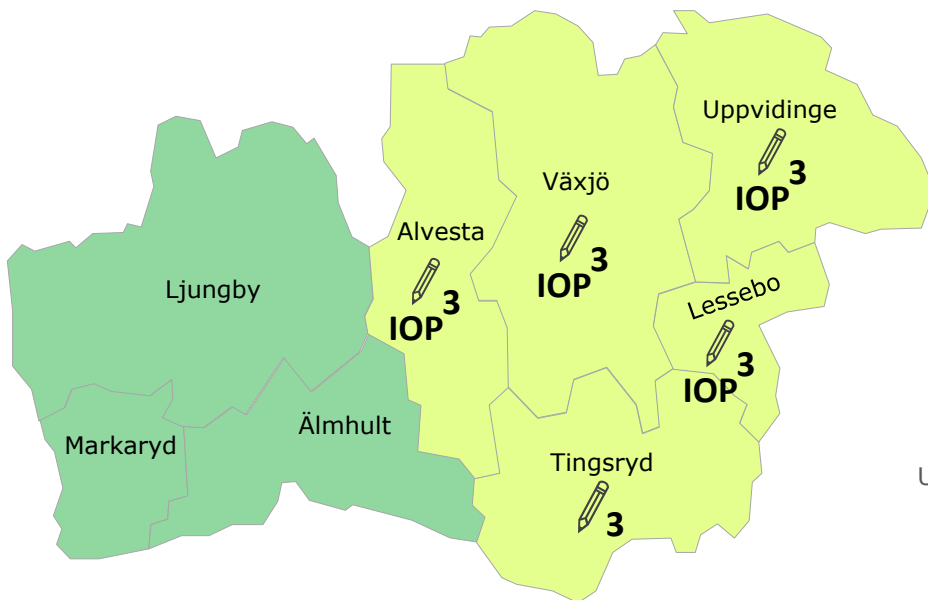 Uppvidinge
3
IOP
Växjö
3
IOP
Alvesta
3
IOP
Ljungby
Lessebo
3
IOP
Älmhult
Markaryd
Tingsryd
3
U